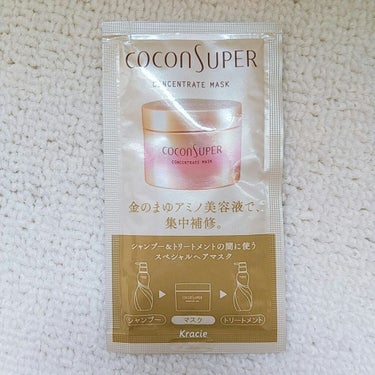 COCONSUPER
CONCENTRATE MASK
COCONSUPER
CONCENTRATE MASK
金のまゆアミノ美容液で、
集中補修。
シャンプー&トリートメントの間に使う
スペシャルヘアマスク
シャンプー マスク トリートメント
Kracie